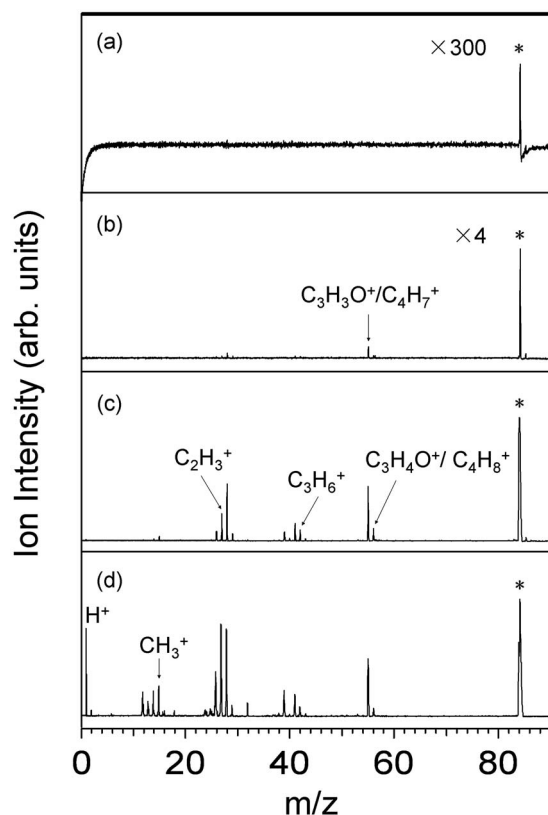 (a)
×300
*
(b)
×4
*
C₃H₃O⁺/C₄H₇⁺
(c)
*
C₂H₃⁺
C₃H₆⁺
C₃H₄O⁺/ C₄H₈⁺
(d)
*
H⁺
CH₃⁺
Ion Intensity (arb. units)
0 20 40 60 80
m/z